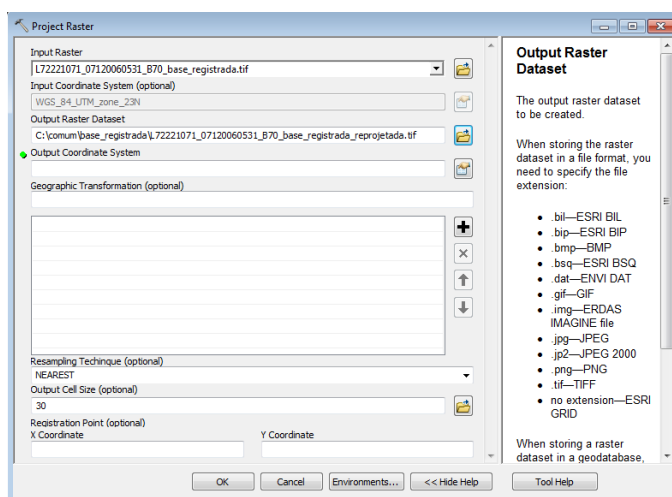 Project Raster
Input Raster
L72221071_07120060531_B70_base_registrada.tif
Input Coordinate System (optional)
WGS_84_UTM_zone_23N
Output Raster Dataset
C:\comum\base_registrada\L72221071_07120060531_B70_base_registrada_reprojetada.tif
Output Coordinate System
Geographic Transformation (optional)
Resampling Techinque (optional)
NEAREST
Output Cell Size (optional)
30
Registration Point (optional)
X Coordinate Y Coordinate
OK Cancel Environments... << Hide Help Tool Help
Output Raster
Dataset
The output raster dataset
to be created.
When storing the raster
dataset in a file format, you
need to specify the file
extension:
.bil—ESRI BIL
.bip—ESRI BIP
.bmp—BMP
.bsq—ESRI BSQ
.dat—ENVI DAT
.gif—GIF
.img—ERDAS
IMAGINE file
.jpg—JPEG
.jp2—JPEG 2000
.png—PNG
.tif—TIFF
no extension—ESRI
GRID
When storing a raster
dataset in a geodatabase,